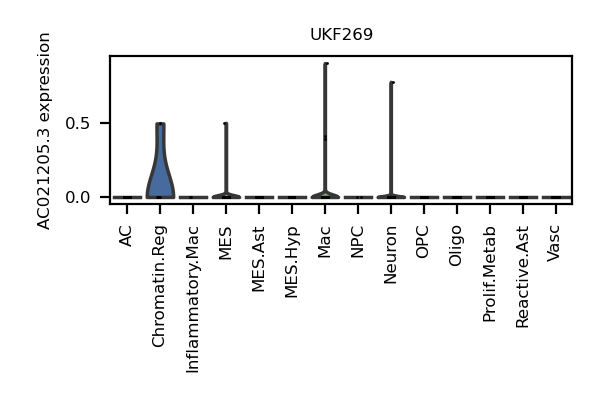 UKF269
AC021205.3 expression
0.5
0.0
AC
Chromatin.Reg
Inflammatory.Mac
MES
MES.Ast
MES.Hyp
Mac
NPC
Neuron
OPC
Oligo
Prolif.Metab
Reactive.Ast
Vasc